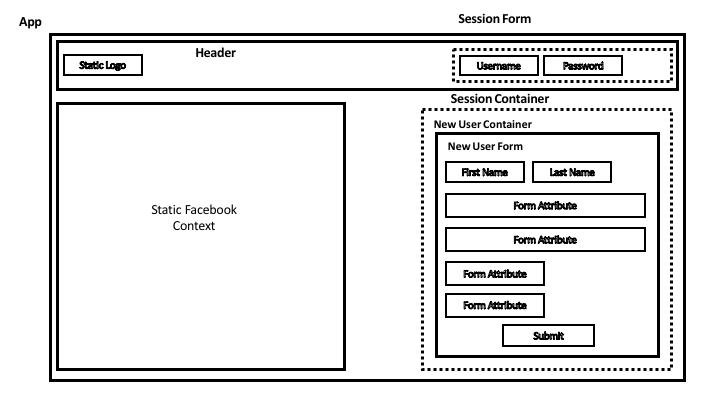 App
Session Form
Header
Static Logo
Username
Password
Session Container
New User Container
New User Form
First Name
Last Name
Form Attribute
Form Attribute
Form Attribute
Form Attribute
Submit
Static Facebook
Context